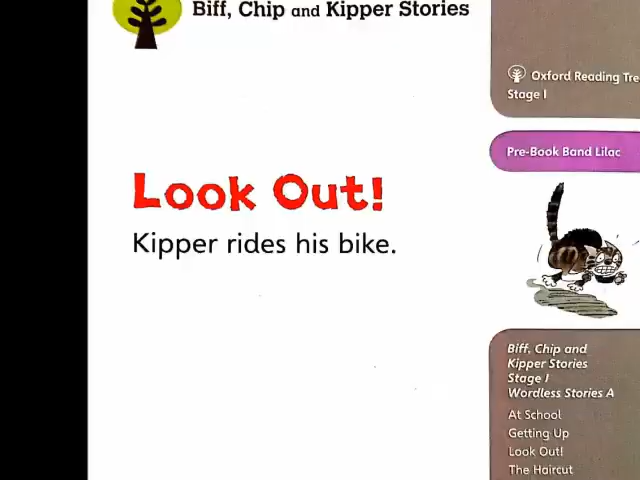 Biff, Chip and Kipper Stories
Oxford Reading Tre
Stage 1
Pre-Book Band Lilac
Look Out!
Kipper rides his bike.
Biff, Chip and
Kipper Stories
Stage 1
Wordless Stories A
At School
Getting Up
Look Out!
The Haircut